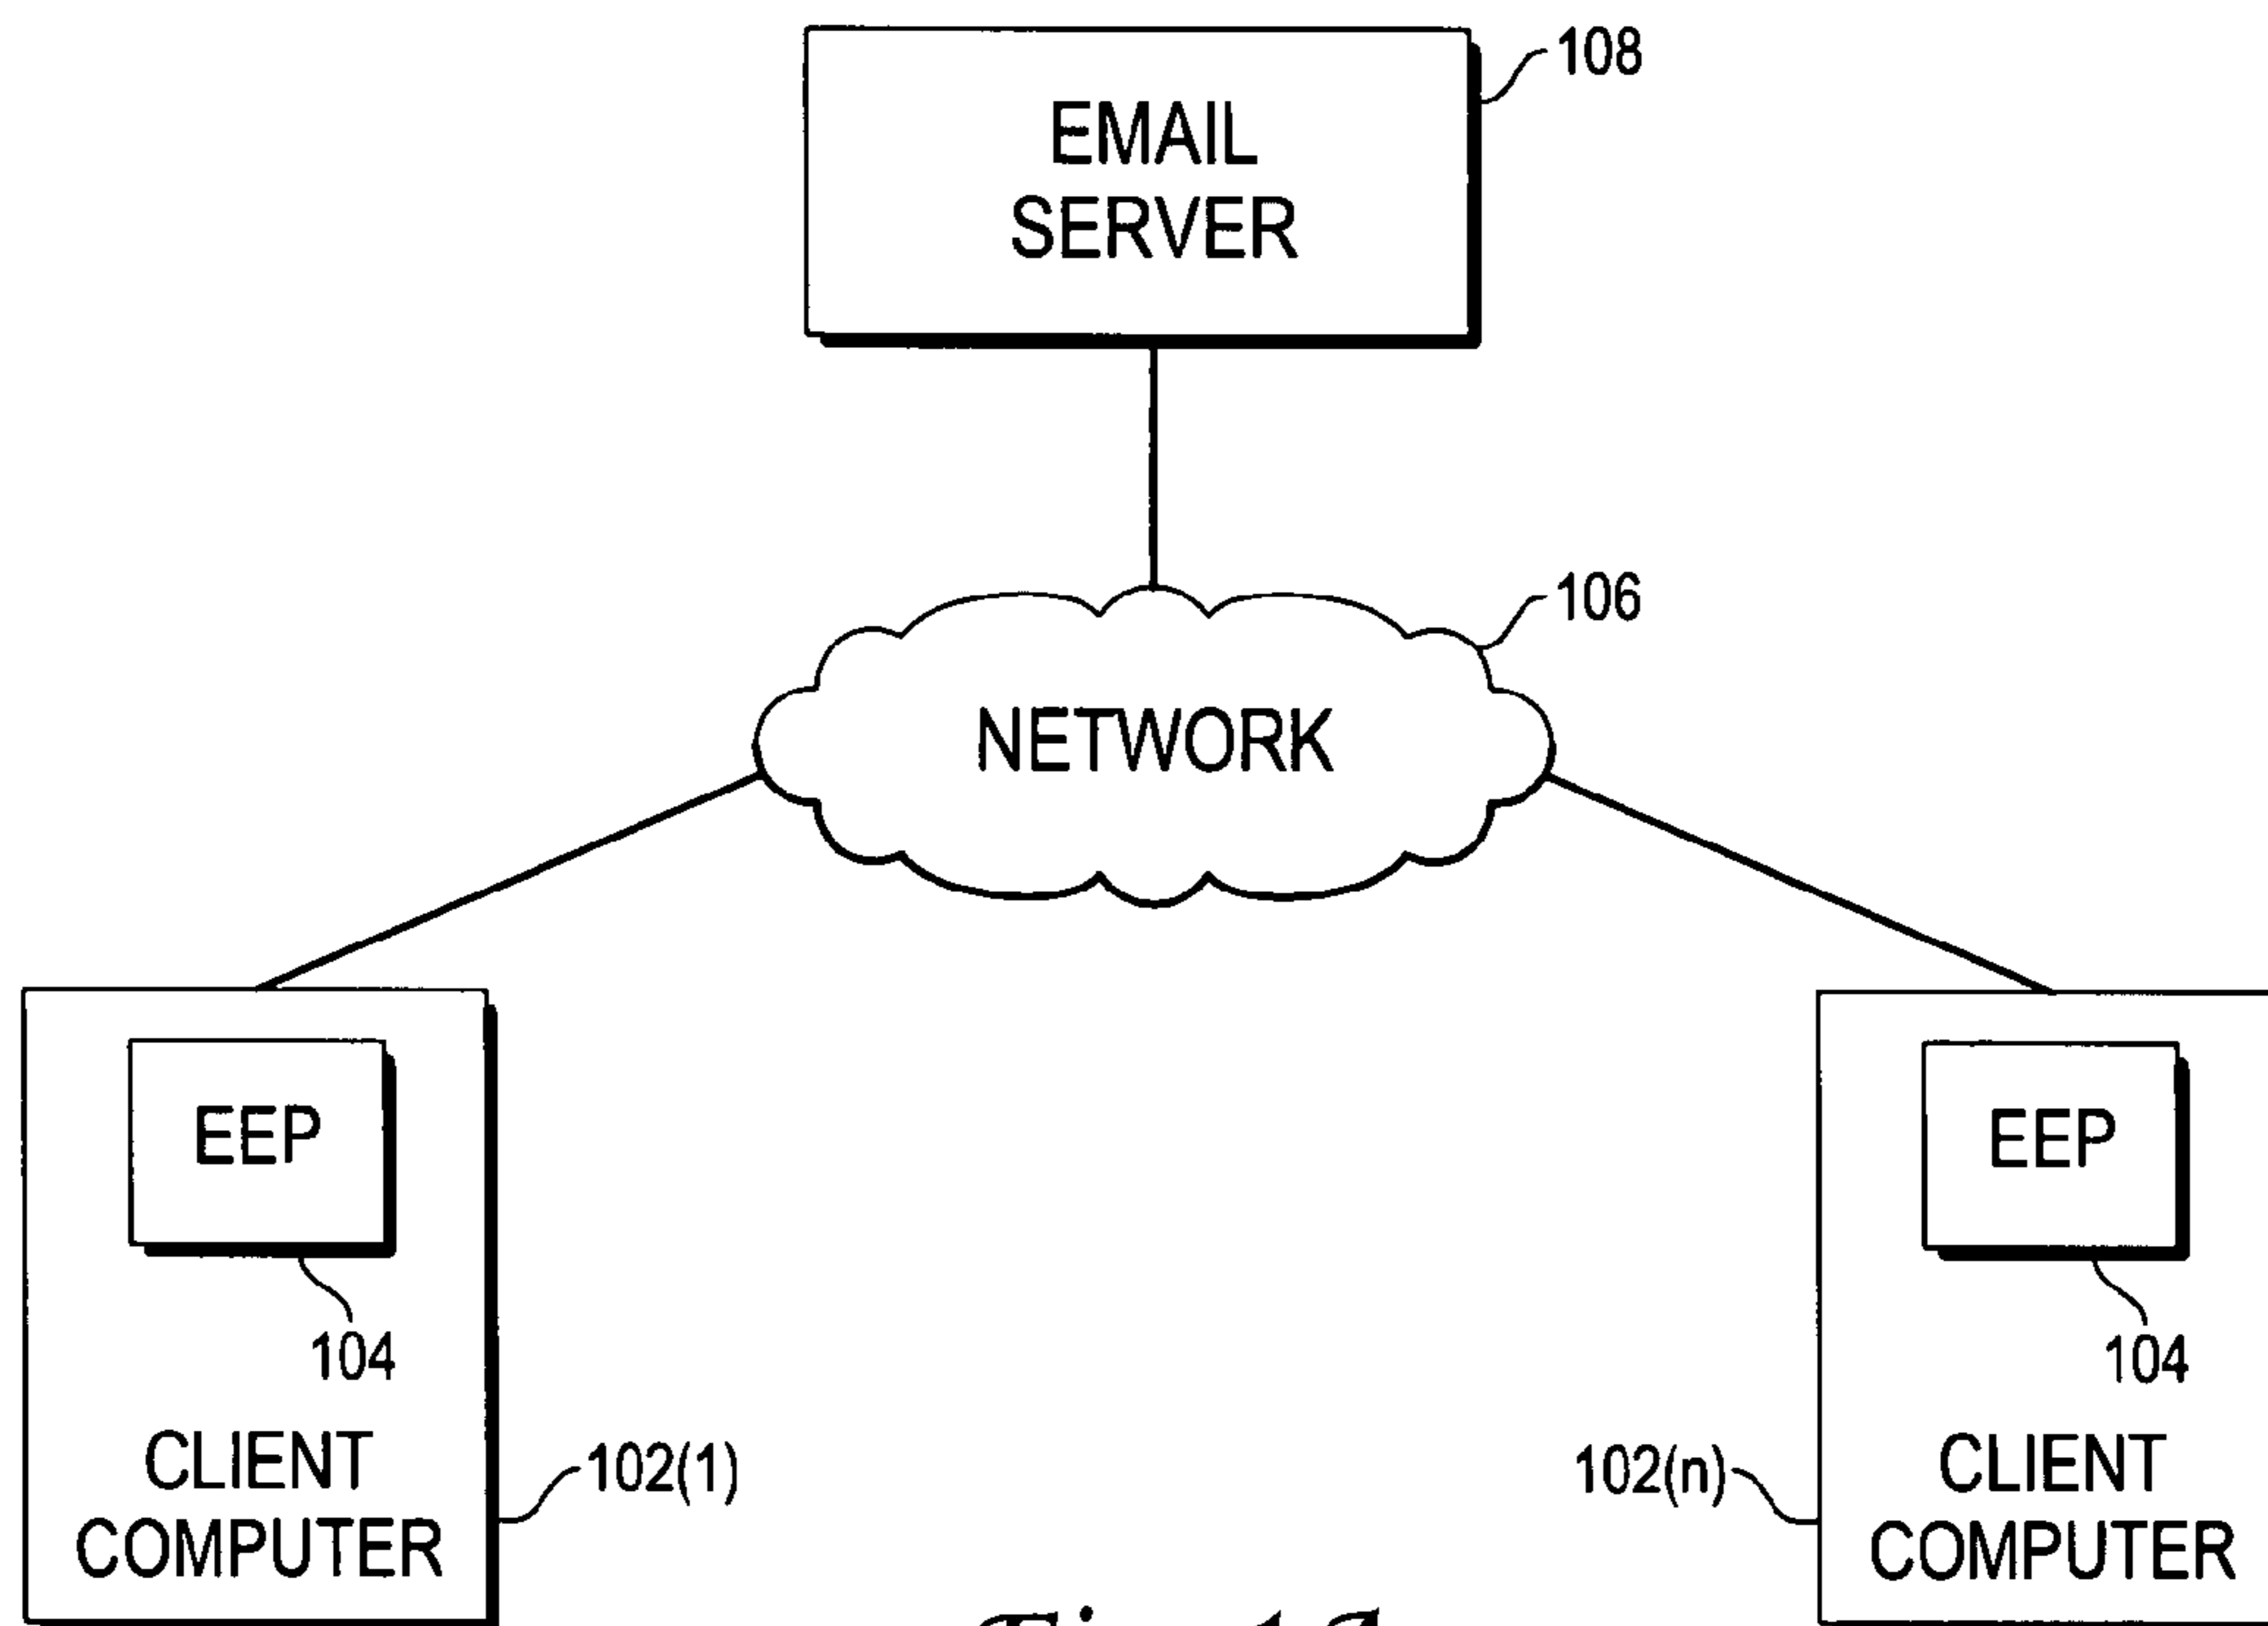 108
EMAIL
SERVER
106
NETWORK
EEP
104
CLIENT
COMPUTER
102(1)
EEP
104
102(n)
CLIENT
COMPUTER